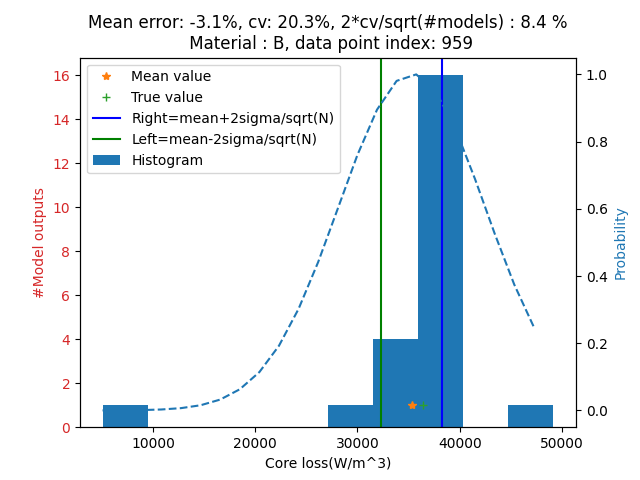 Mean error: -3.1%, cv: 20.3%, 2*cv/sqrt(#models) : 8.4 %
Material : B, data point index: 959
Mean value
True value
Right=mean+2sigma/sqrt(N)
Left=mean-2sigma/sqrt(N)
Histogram
#Model outputs
16
14
12
10
8
6
4
2
0
1.0
0.8
0.6
0.4
0.2
0.0
Probability
10000
20000
30000
40000
50000
Core loss(W/m^3)